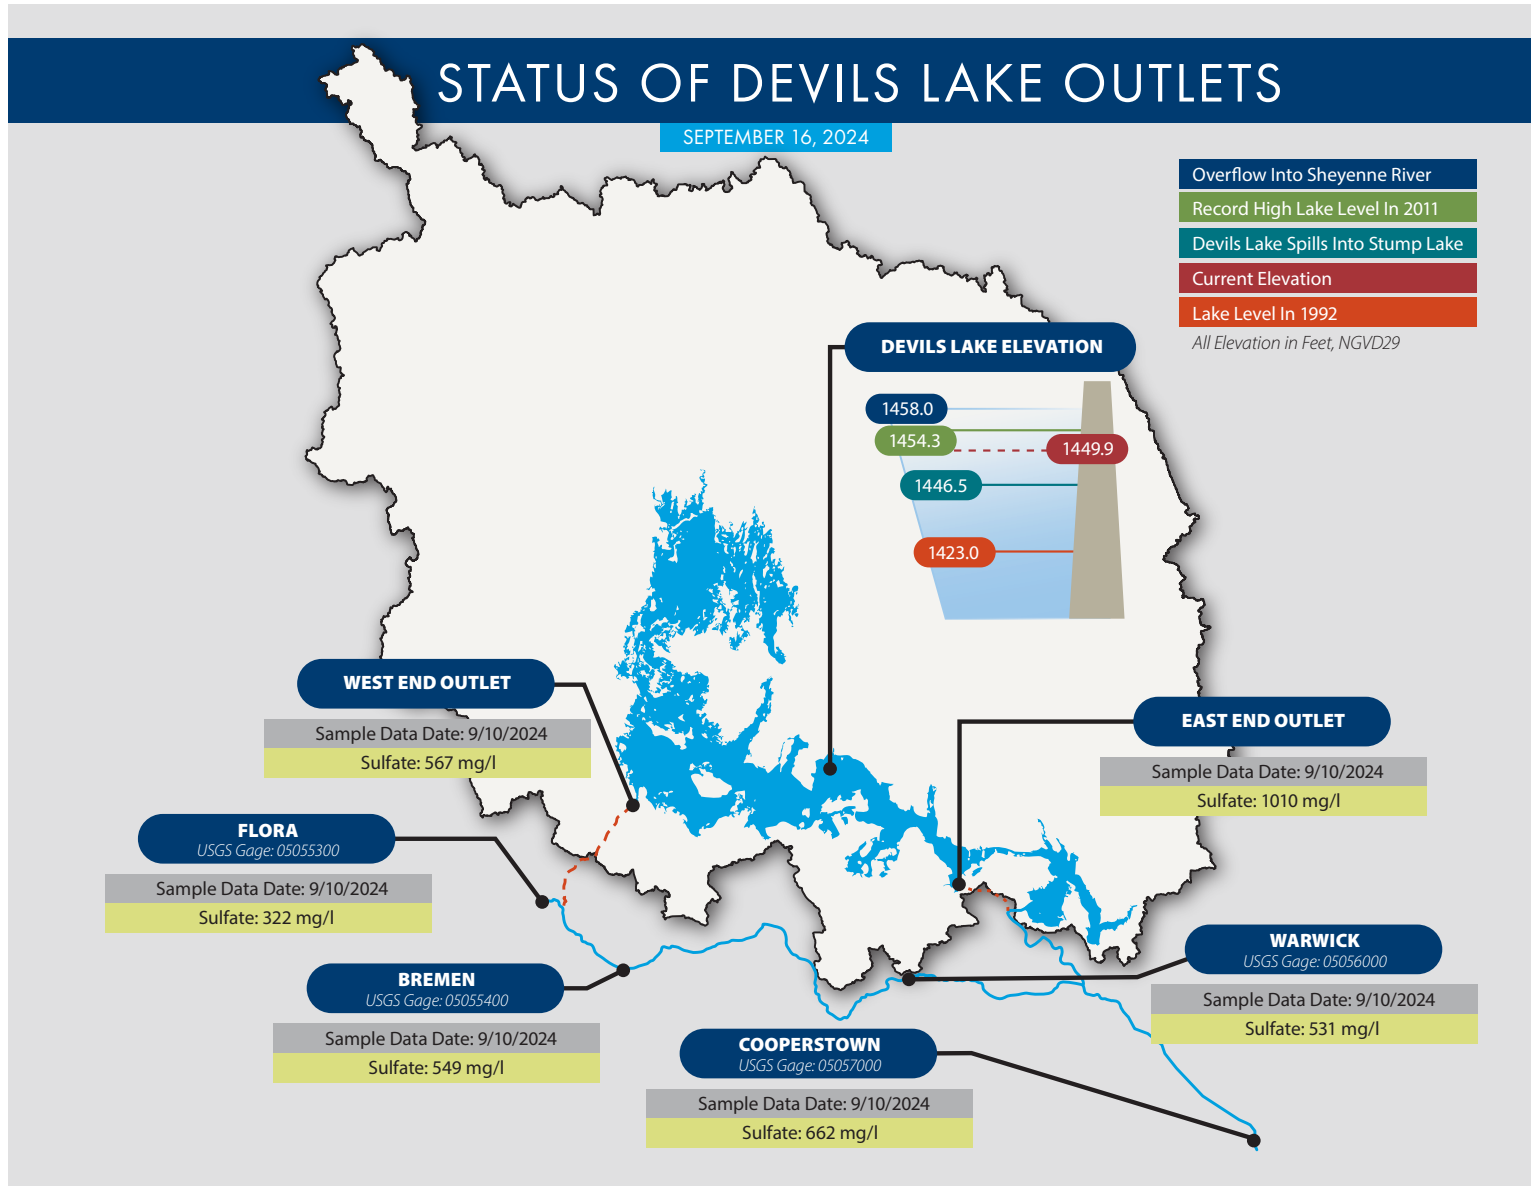 STATUS OF DEVILS LAKE OUTLETS
SEPTEMBER 16, 2024
Overflow Into Sheyenne River
Record High Lake Level In 2011
Devils Lake Spills Into Stump Lake
Current Elevation
Lake Level In 1992
All Elevation in Feet, NGVD29
DEVILS LAKE ELEVATION
1458.0
1454.3
1449.9
1446.5
1423.0
WEST END OUTLET
Sample Data Date: 9/10/2024
Sulfate: 567 mg/l
EAST END OUTLET
Sample Data Date: 9/10/2024
Sulfate: 1010 mg/l
FLORA
USGS Gage: 05055300
Sample Data Date: 9/10/2024
Sulfate: 322 mg/l
BREMEN
USGS Gage: 05055400
Sample Data Date: 9/10/2024
Sulfate: 549 mg/l
WARWICK
USGS Gage: 05056000
Sample Data Date: 9/10/2024
Sulfate: 531 mg/l
COOPERSTOWN
USGS Gage: 05057000
Sample Data Date: 9/10/2024
Sulfate: 662 mg/l